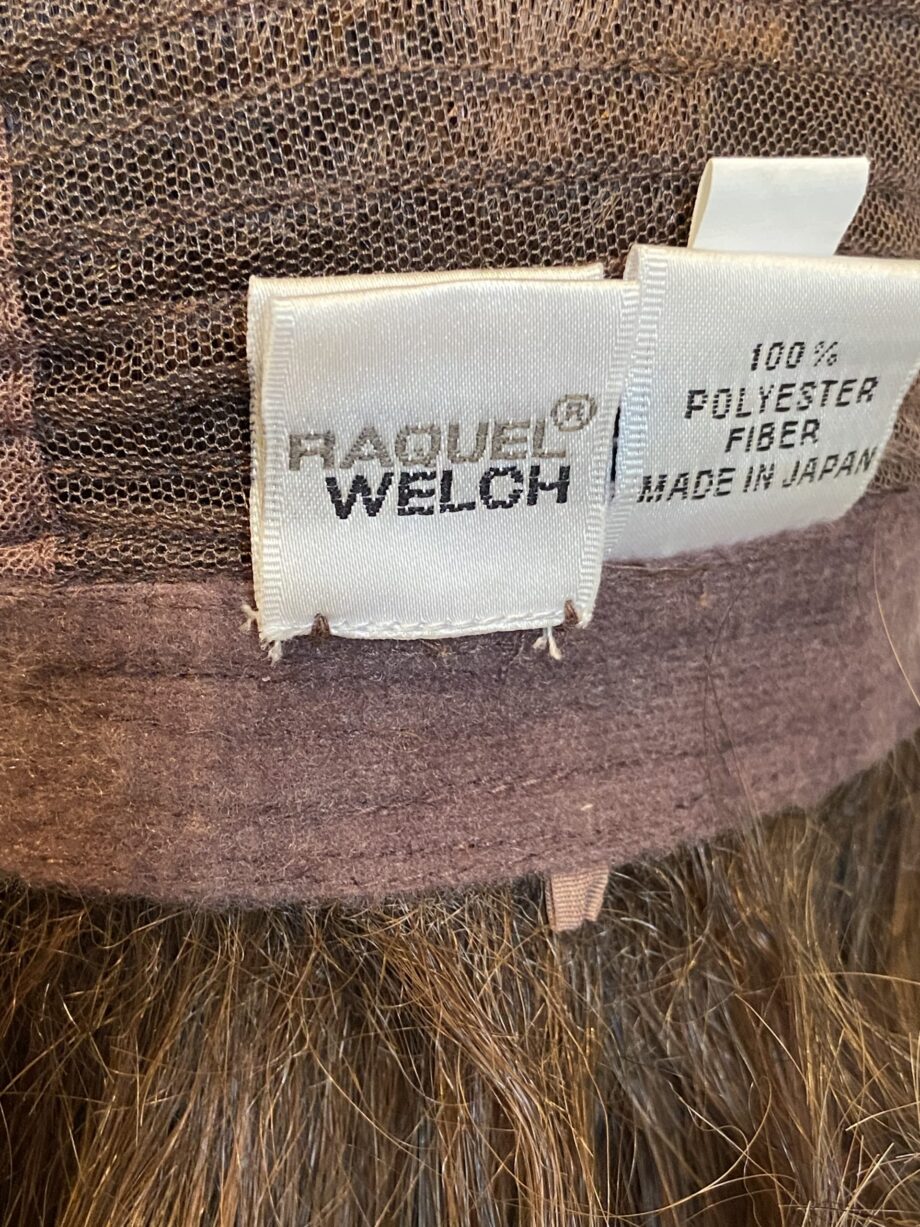 RAQUEL®
WELCH
100%
POLYESTER
FIBER
MADE IN JAPAN